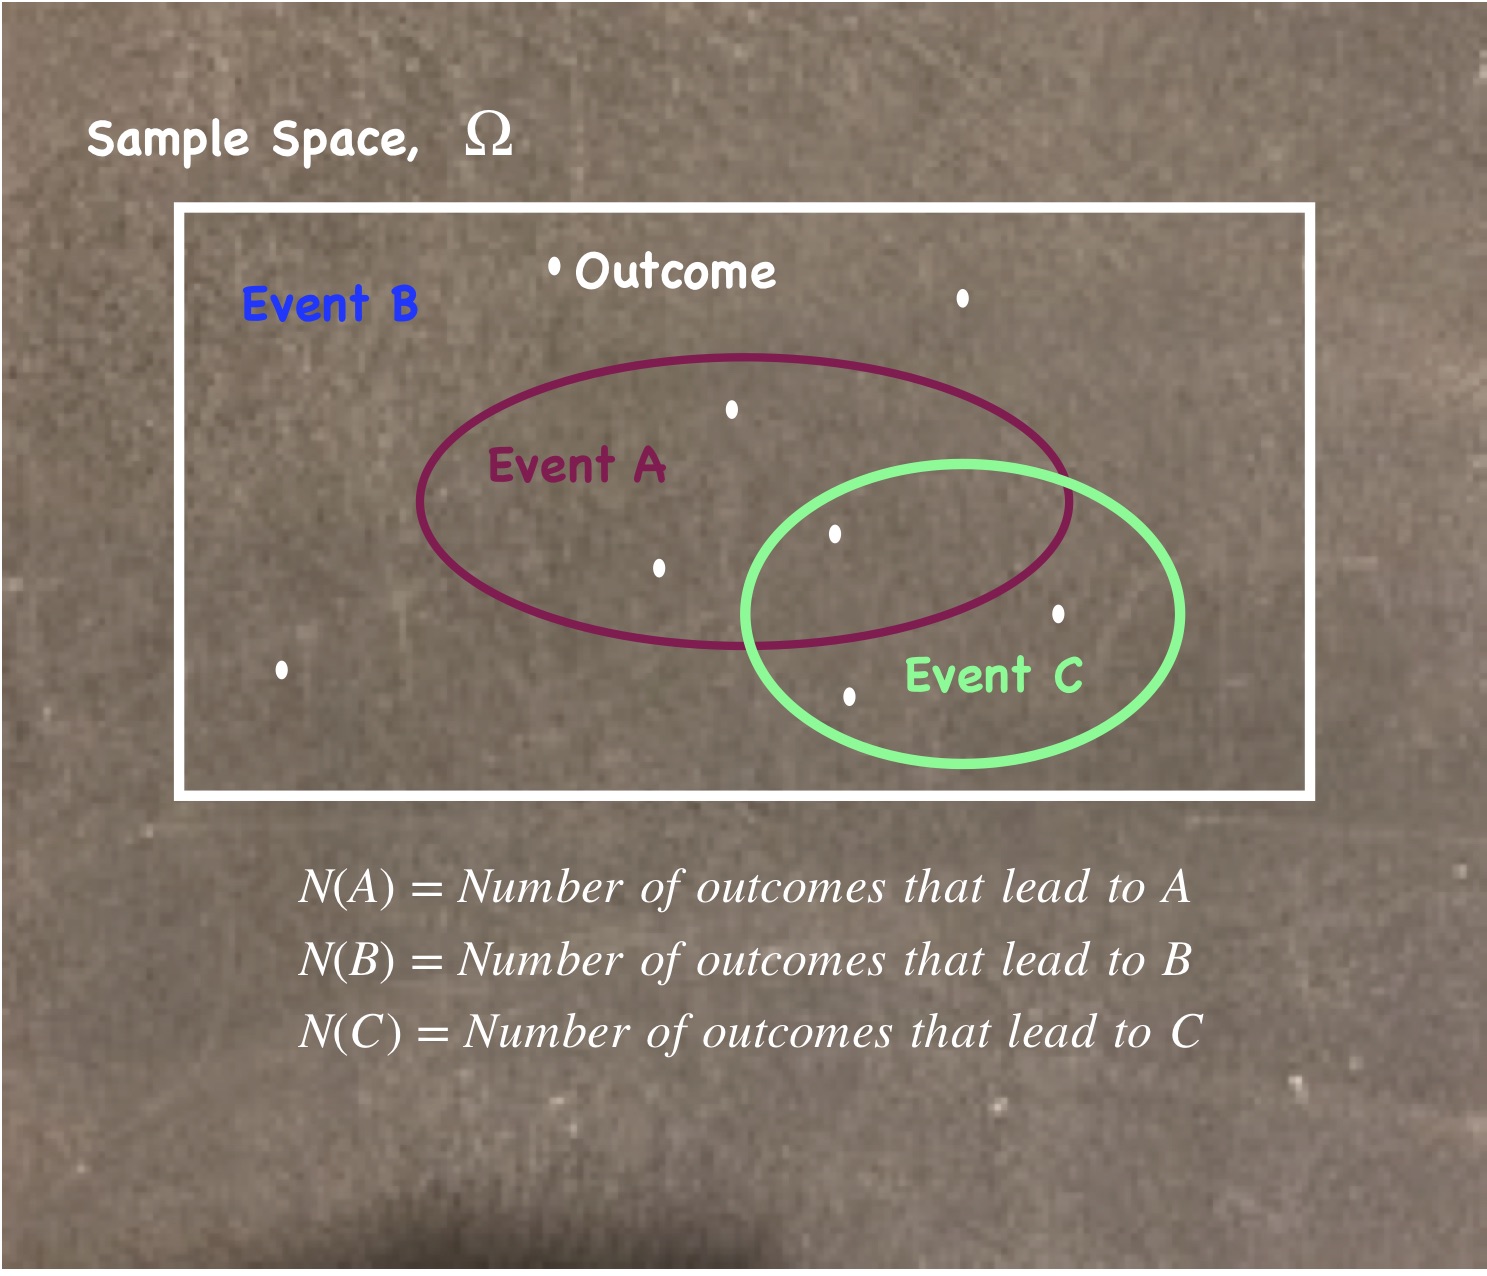 Sample Space, Ω
Outcome
Event B
Event A
Event C
N(A) = Number of outcomes that lead to A
N(B) = Number of outcomes that lead to B
N(C) = Number of outcomes that lead to C